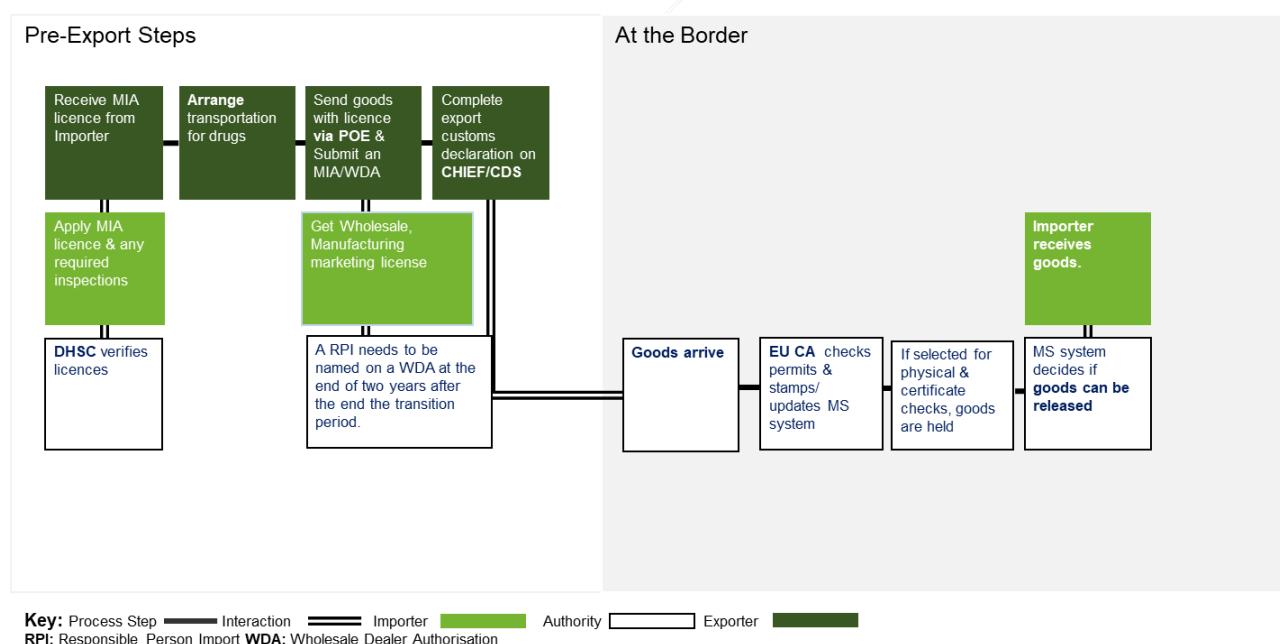 Pre-Export Steps
At the Border
Receive MIA
licence from
Importer
Arrange
transportation
for drugs
Send goods
with licence
via POE &
Submit an
MIA/WDA
Complete
export
customs
declaration on
CHIEF/CDS
Apply MIA
licence & any
required
inspections
Get Wholesale,
Manufacturing
marketing license
Importer
receives
goods.
DHSC verifies
licences
A RPI needs to be
named on a WDA at the
end of two years after
the end the transition
period.
Goods arrive
EU CA checks
permits &
stamps/
updates MS
system
If selected for
physical &
certificate
checks, goods
are held
MS system
decides if
goods can be
released
Key: Process Step Interaction Importer Authority Exporter
RPI: Responsible Person Import WDA: Wholesale Dealer Authorisation